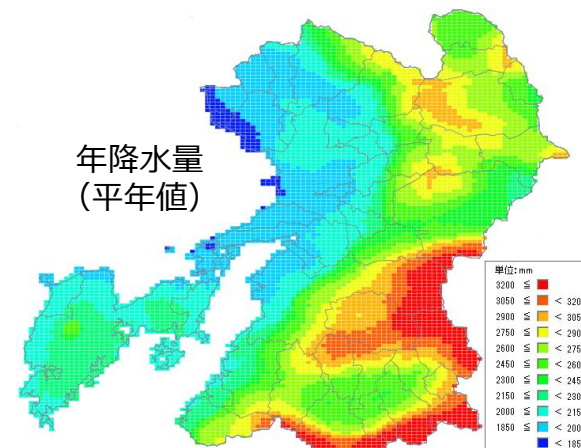 年降水量
（平年値）
単位:mm
3200 ≦
3050 ≦ < 320
2900 ≦ < 305
2750 ≦ < 290
2600 ≦ < 275
2450 ≦ < 260
2300 ≦ < 245
2150 ≦ < 230
2000 ≦ < 215
1850 ≦ < 200
< 185